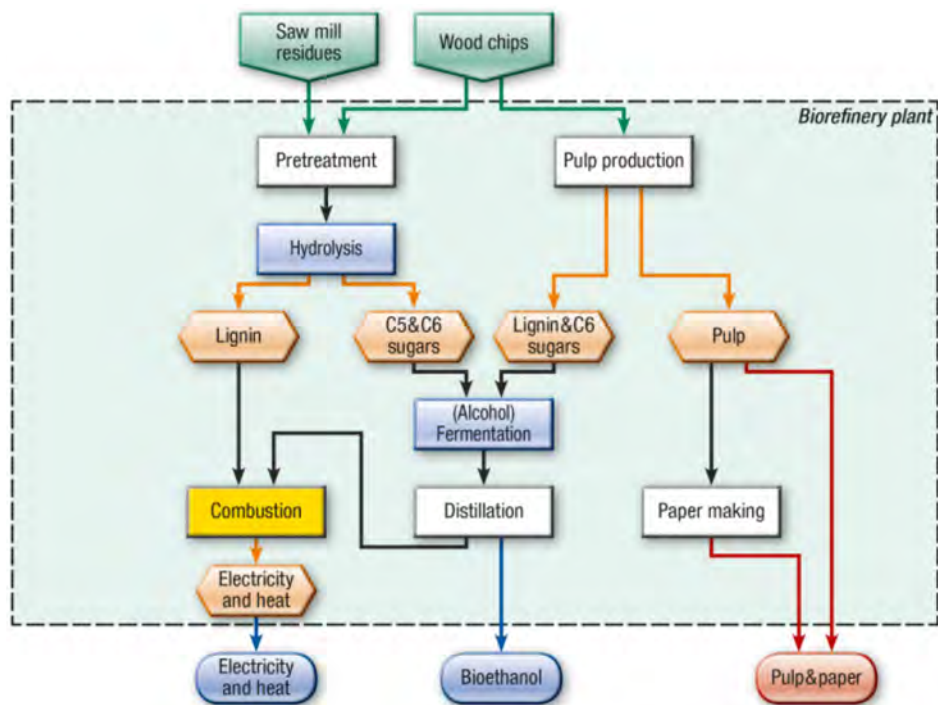 Saw mill
residues
Wood chips
Biorefinery plant
Pretreatment
Pulp production
Hydrolysis
Lignin
C5&C6
sugars
Lignin&C6
sugars
Pulp
(Alcohol)
Fermentation
Combustion
Distillation
Paper making
Electricity
and heat
Electricity
and heat
Bioethanol
Pulp&paper